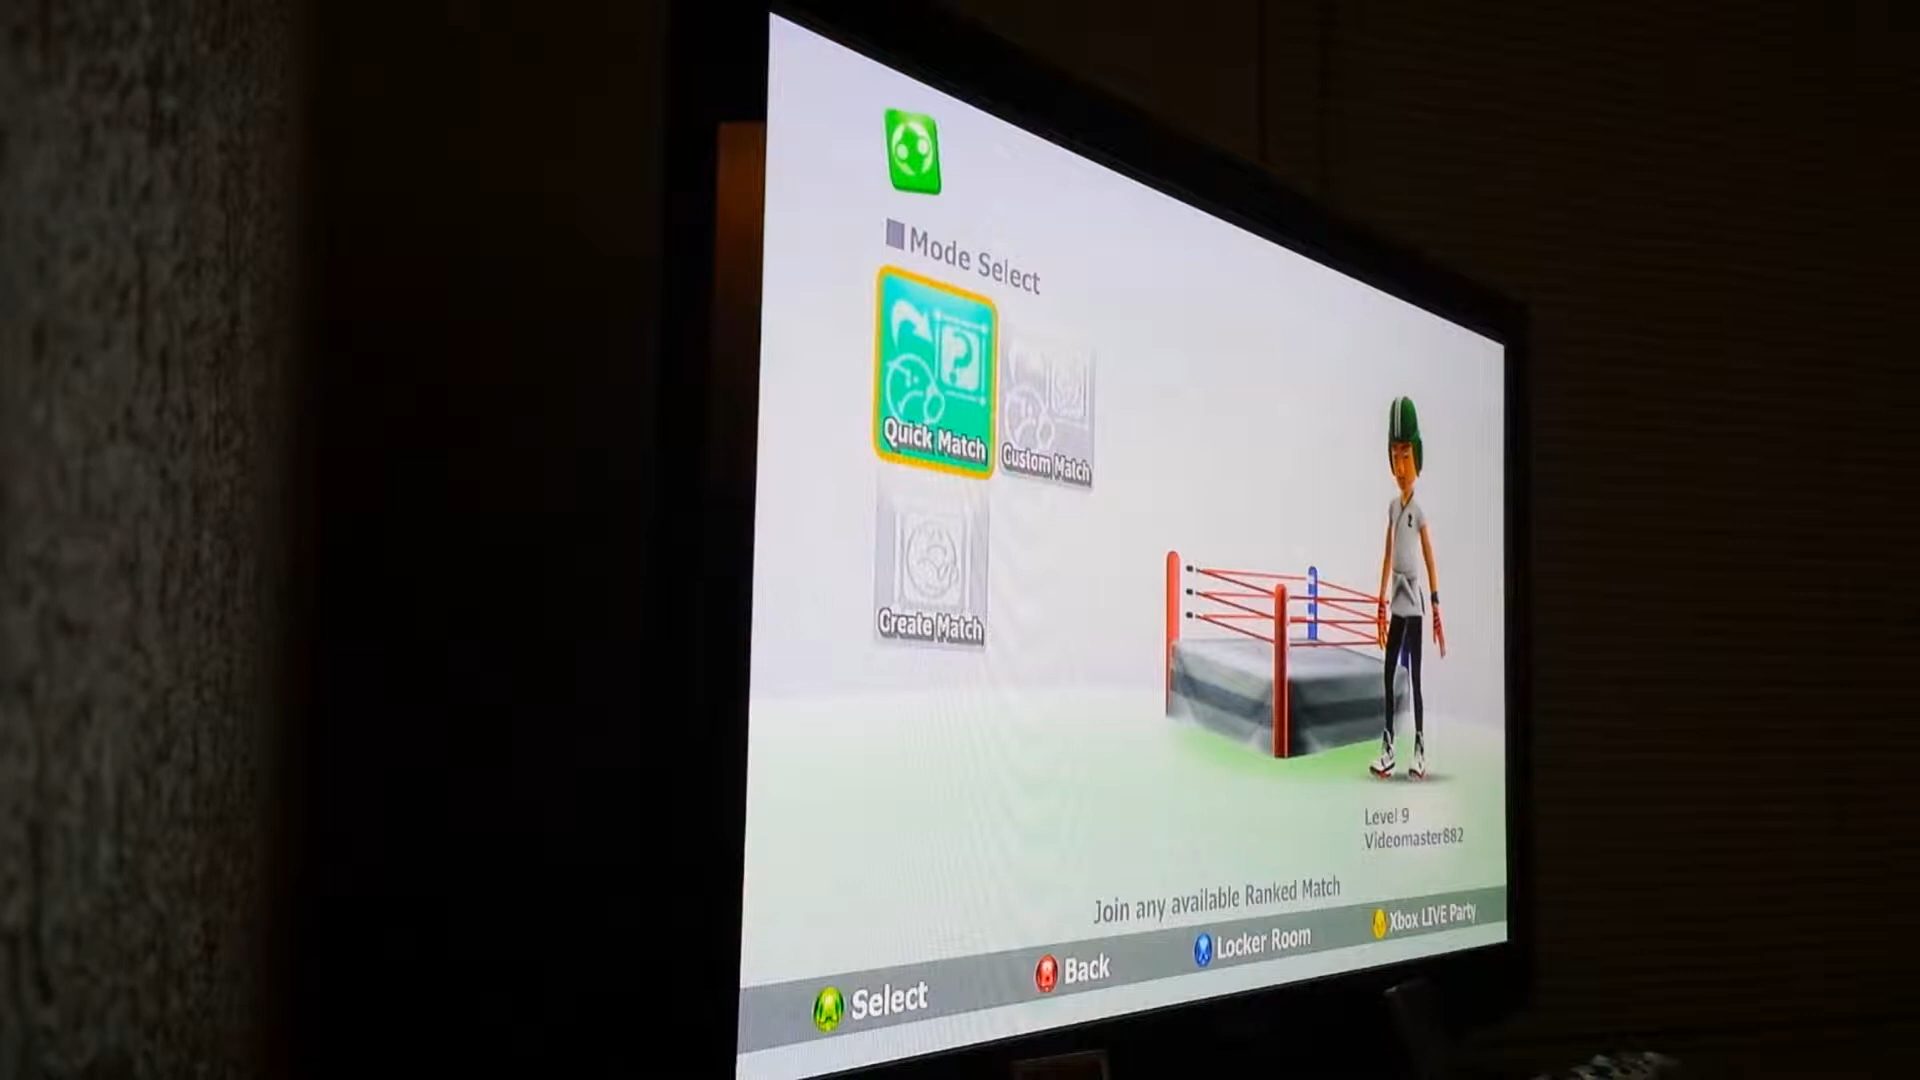 Mode Select
Quick Match
Custom Match
Create Match
Level 9
Videomaster882
Join any available Ranked Match
A Select
B Back
X Locker Room
Y Xbox LIVE Party